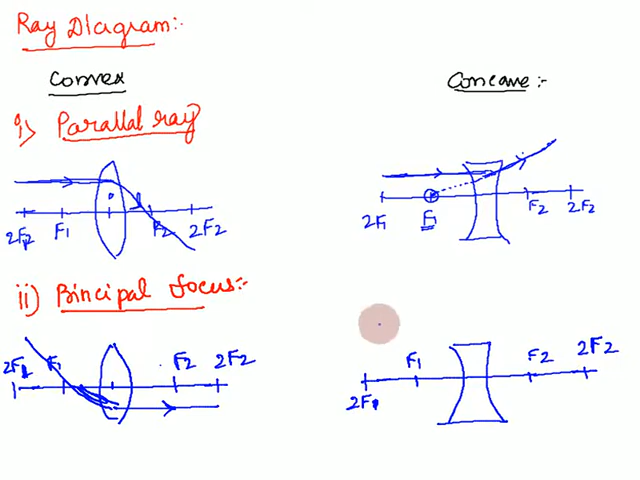 Ray Diagram:-
Convex
Concave:-
i) Parallal ray
P
2F2 F1 F2 2F2
2F1 F1 F2 2F2
ii) Principal focus:-
2F1 F1 F2 2F2
2F1 F1 F2 2F2